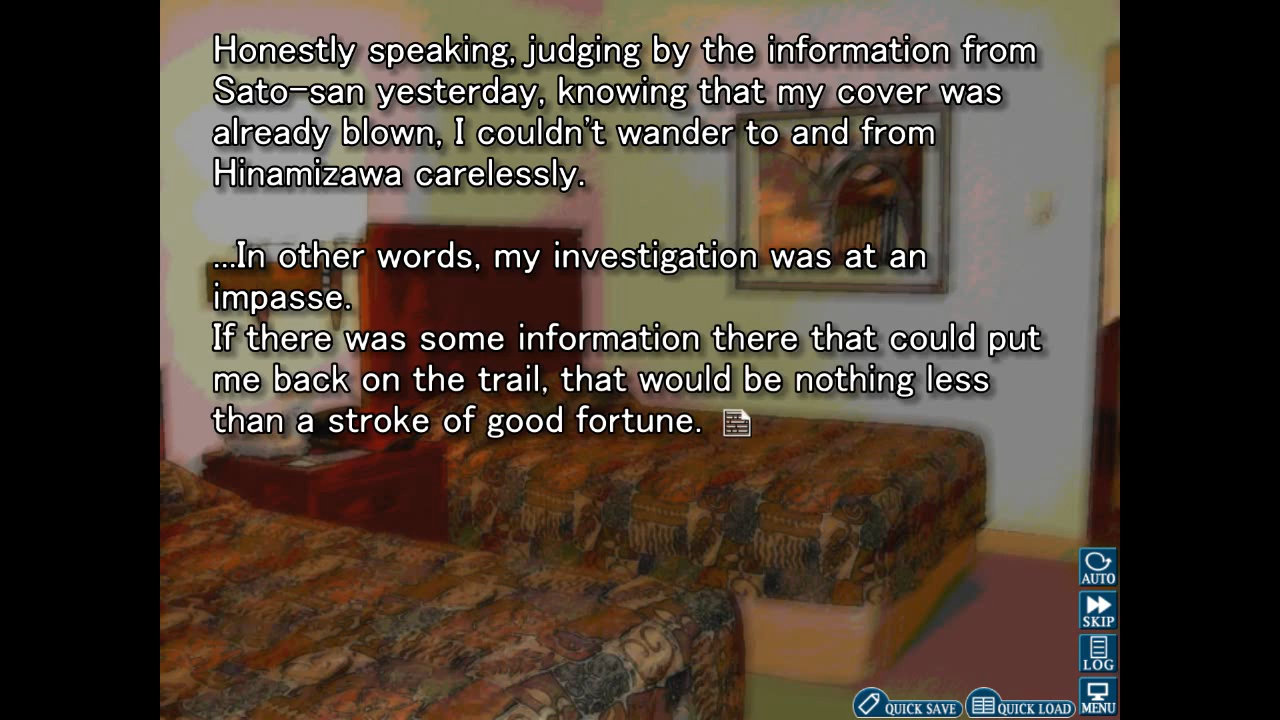 Honestly speaking, judging by the information from
Sato-san yesterday, knowing that my cover was
already blown, I couldn't wander to and from
Hinamizawa carelessly.
...In other words, my investigation was at an
impasse.
If there was some information there that could put
me back on the trail, that would be nothing less
than a stroke of good fortune.
AUTO
SKIP
LOG
QUICK SAVE
QUICK LOAD
MENU